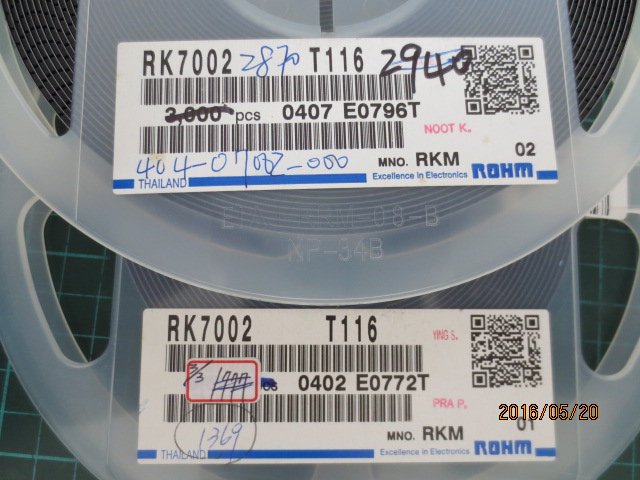 RK7002 2870 T116 2940
3,000 pcs 0407 E0796T
NOOT K.
404-07002-000 MNO. RKM 02
THAILAND Excellence in Electronics ROHM
NP-34B
RK7002 T116 YING S.
0402 E0772T
PRA P.
1369 MNO. RKM 01
THAILAND Excellence in Electronics ROHM
2016/05/20